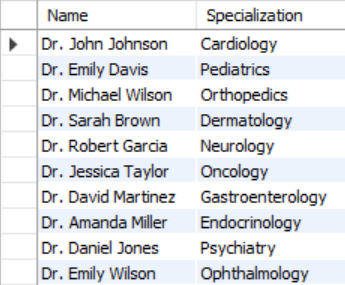 Name Specialization
Dr. John Johnson Cardiology
Dr. Emily Davis Pediatrics
Dr. Michael Wilson Orthopedics
Dr. Sarah Brown Dermatology
Dr. Robert Garcia Neurology
Dr. Jessica Taylor Oncology
Dr. David Martinez Gastroenterology
Dr. Amanda Miller Endocrinology
Dr. Daniel Jones Psychiatry
Dr. Emily Wilson Ophthalmology